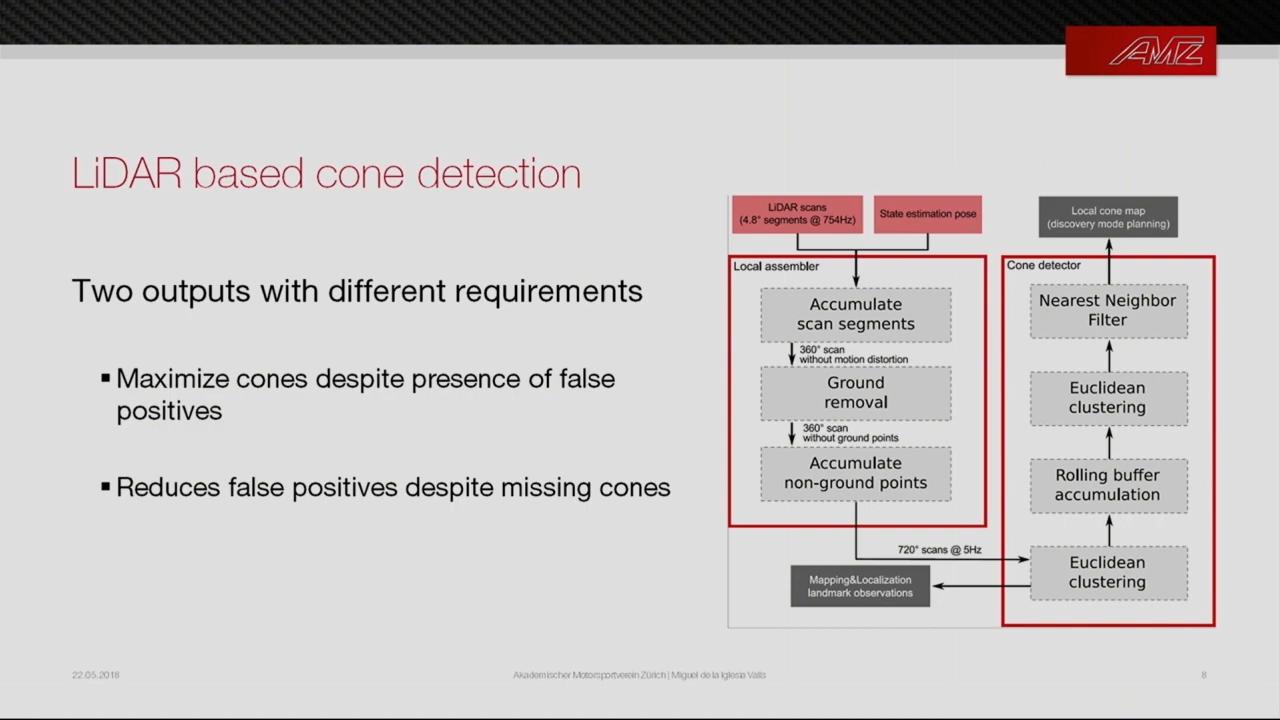 AMZ
LiDAR based cone detection
Two outputs with different requirements
▪ Maximize cones despite presence of false
positives
▪ Reduces false positives despite missing cones
LiDAR scans
(4.8° segments @ 754Hz)
State estimation pose
Local assembler
Accumulate
scan segments
360° scan
without motion distortion
Ground
removal
360° scan
without ground points
Accumulate
non-ground points
720° scans @ 5Hz
Mapping&Localization
landmark observations
Local cone map
(discovery mode planning)
Cone detector
Nearest Neighbor
Filter
Euclidean
clustering
Rolling buffer
accumulation
Euclidean
clustering
22.05.2018
Akademischer Motorsportverein Zürich | Miguel de la Iglesia Valls
8